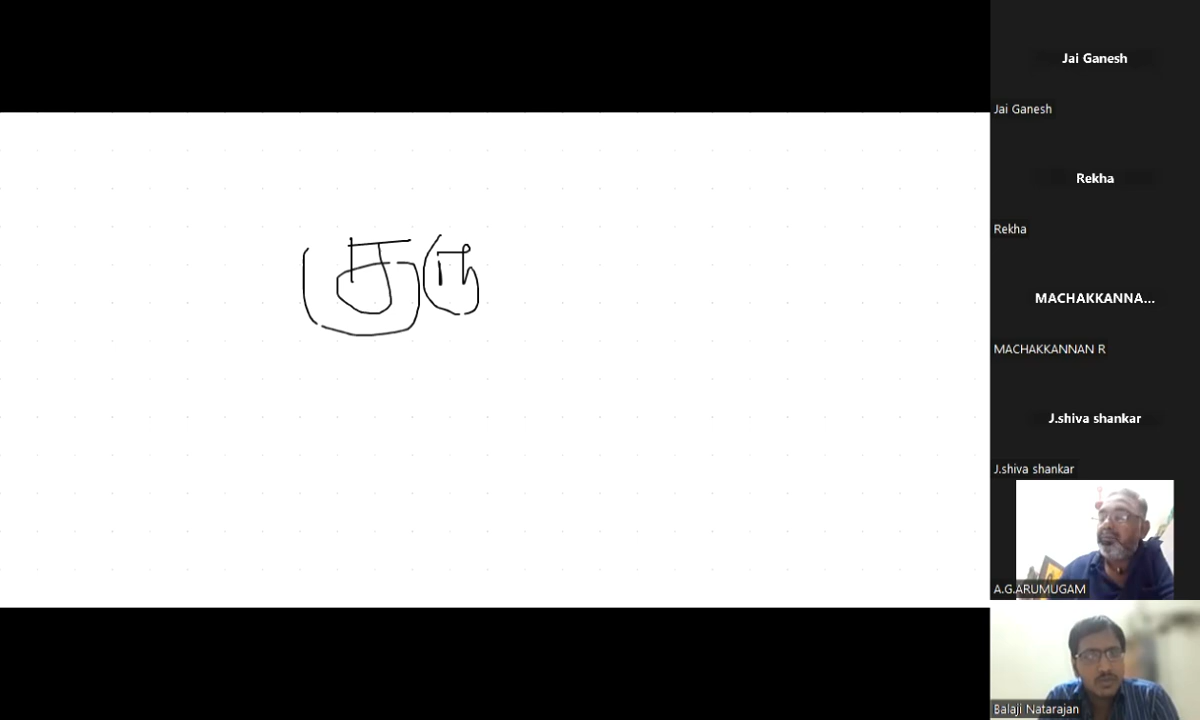 Jai Ganesh
Jai Ganesh
Rekha
Rekha
MACHAKKANNA...
MACHAKKANNAN R
J.shiva shankar
J.shiva shankar
A.G.ARUMUGAM
Balaji Natarajan